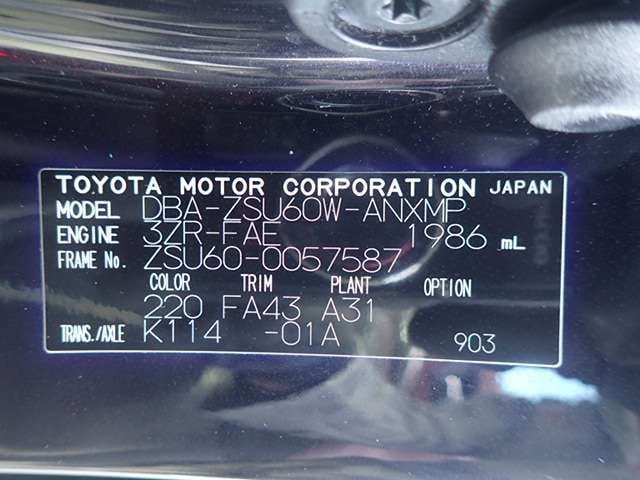 TOYOTA MOTOR CORPORATION JAPAN
MODEL DBA-ZSU60W-ANXMP
ENGINE 3ZR-FAE 1986 mL
FRAME No. ZSU60-0057587
COLOR TRIM PLANT OPTION
220 FA43 A31
TRANS./AXLE K114 -01A 903